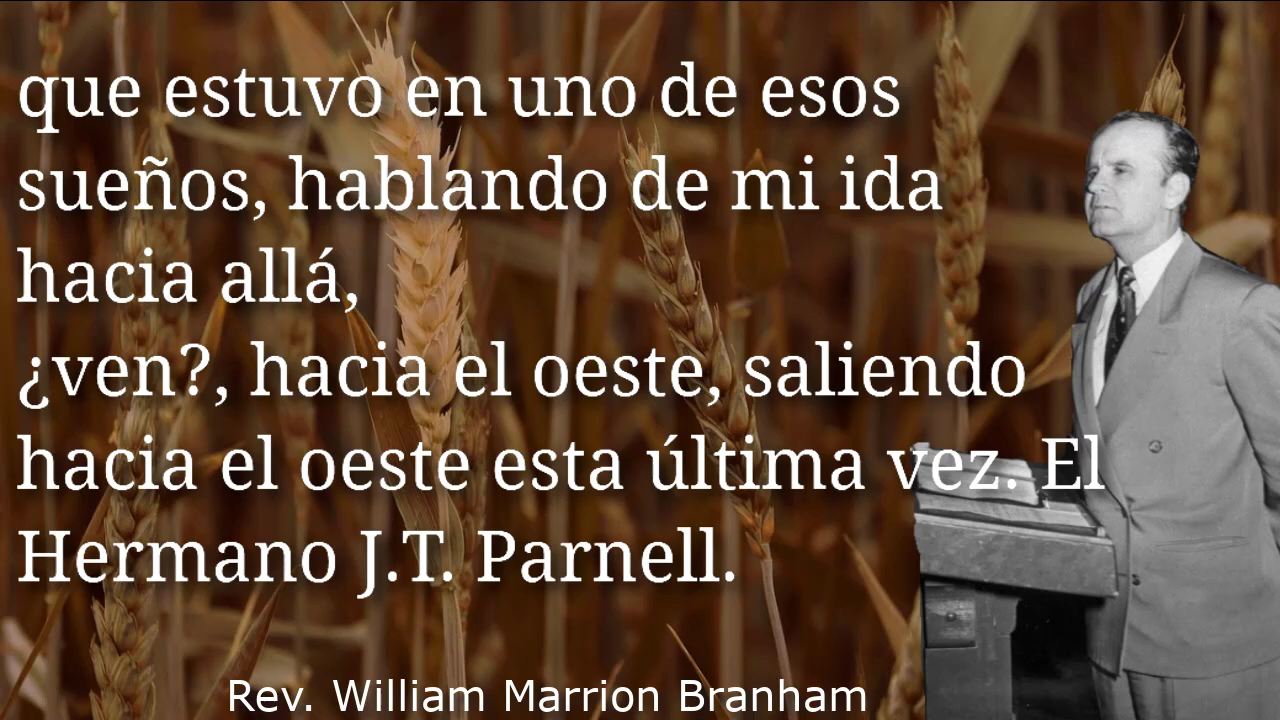 que estuvo en uno de esos
sueños, hablando de mi ida
hacia allá,
¿ven?, hacia el oeste, saliendo
hacia el oeste esta última vez. El
Hermano J.T. Parnell.
Rev. William Marrion Branham